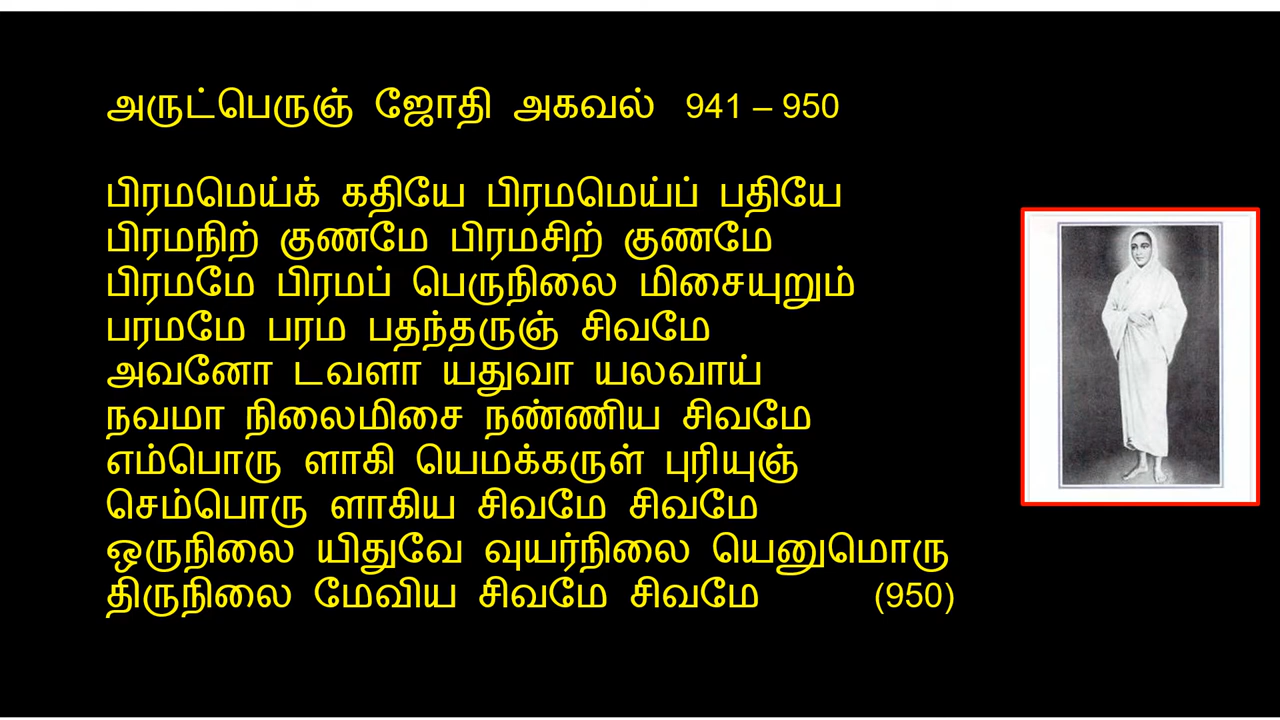 அருட்பெருஞ் ஜோதி அகவல் 941 – 950
பிரமமெய்க் கதியே பிரமமெய்ப் பதியே
பிரமநிற் குணமே பிரமசிற் குணமே
பிரமமே பிரமப் பெருநிலை மிசையுறும்
பரமமே பரம பதந்தருஞ் சிவமே
அவனோ டவளா யதுவா யலவாய்
நவமா நிலைமிசை நண்ணிய சிவமே
எம்பொரு ளாகி யெமக்கருள் புரியுஞ்
செம்பொரு ளாகிய சிவமே சிவமே
ஒருநிலை யிதுவே வுயர்நிலை யெனுமொரு
திருநிலை மேவிய சிவமே சிவமே (950)